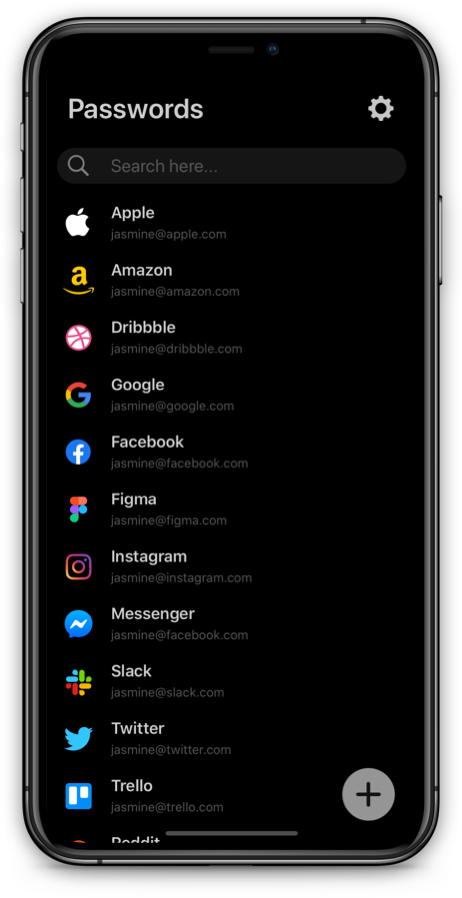 Passwords
Search here...
Apple
jasmine@apple.com
Amazon
jasmine@amazon.com
Dribbble
jasmine@dribbble.com
Google
jasmine@google.com
Facebook
jasmine@facebook.com
Figma
jasmine@figma.com
Instagram
jasmine@instagram.com
Messenger
jasmine@facebook.com
Slack
jasmine@slack.com
Twitter
jasmine@twitter.com
Trello
jasmine@trello.com
Reddit